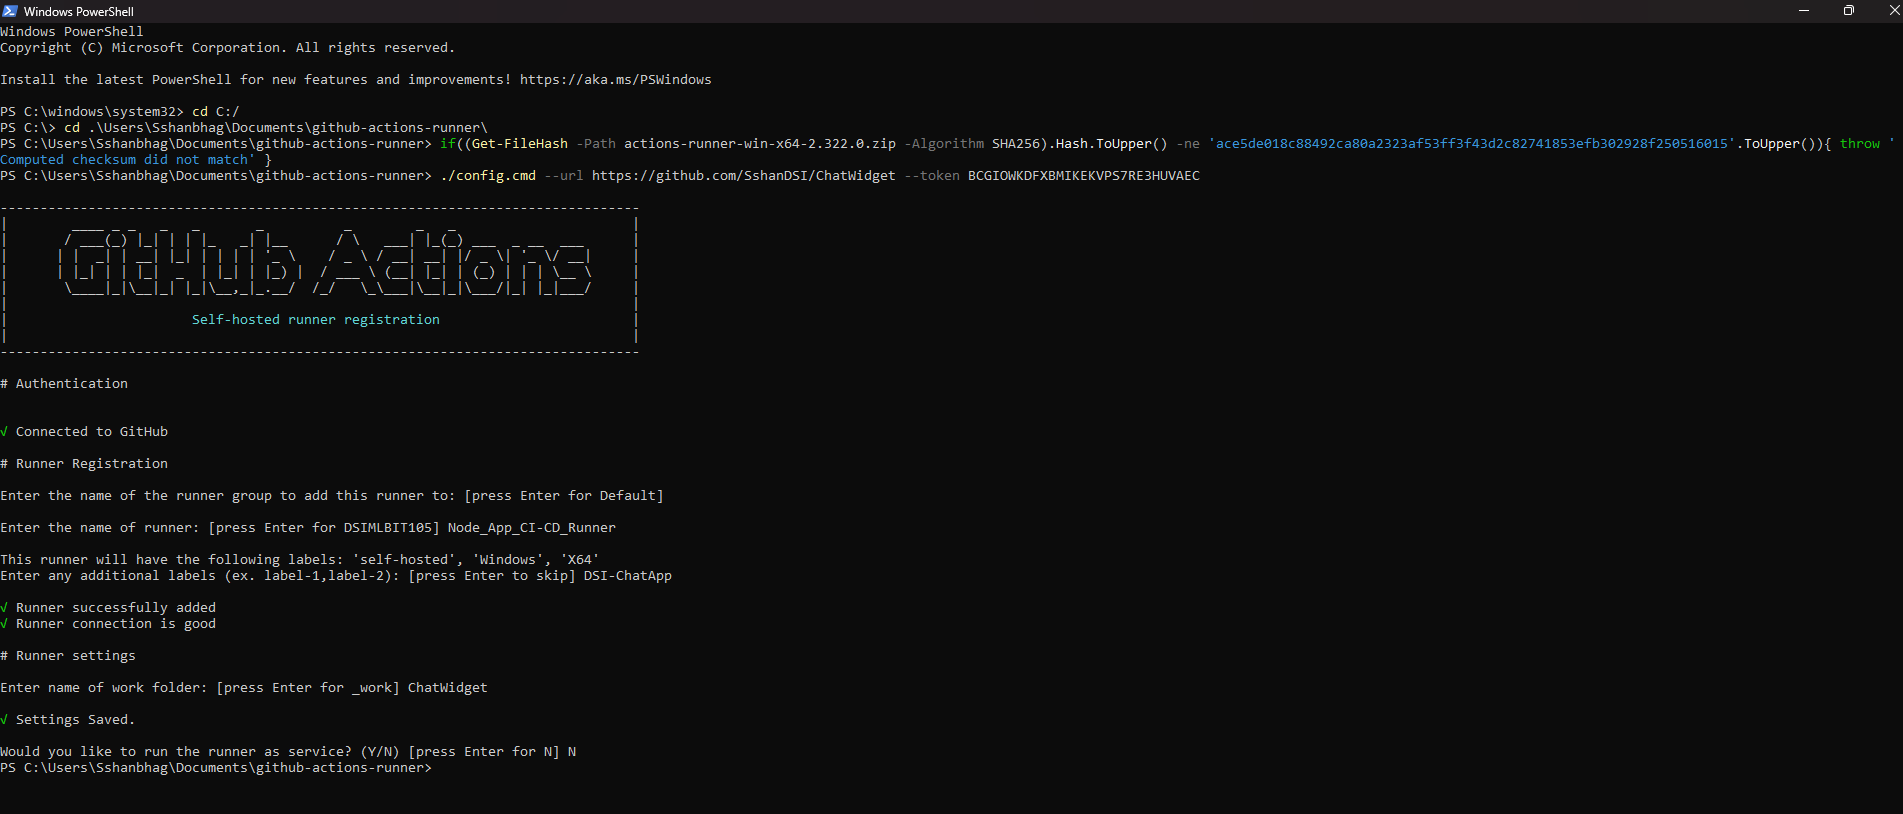 Windows PowerShell
Windows PowerShell
Copyright (C) Microsoft Corporation. All rights reserved.
Install the latest PowerShell for new features and improvements! https://aka.ms/PSWindows
PS C:\windows\system32> cd C:/
PS C:\> cd .\Users\Sshanbhag\Documents\github-actions-runner\
PS C:\Users\Sshanbhag\Documents\github-actions-runner> if((Get-FileHash -Path actions-runner-win-x64-2.322.0.zip -Algorithm SHA256).Hash.ToUpper() -ne 'ace5de018c88492ca80a2323af53ff3f43d2c82741853efb302928f250516015'.ToUpper()){ throw '
Computed checksum did not match' }
PS C:\Users\Sshanbhag\Documents\github-actions-runner> ./config.cmd --url https://github.com/SshanDSI/ChatWidget --token BCGIOWKDFXBMIKEKVPS7RE3HUVAEC
GitHub Actions
Self-hosted runner registration
# Authentication
√ Connected to GitHub
# Runner Registration
Enter the name of the runner group to add this runner to: [press Enter for Default]
Enter the name of runner: [press Enter for DSIMLBIT105] Node_App_CI-CD_Runner
This runner will have the following labels: 'self-hosted', 'Windows', 'X64'
Enter any additional labels (ex. label-1,label-2): [press Enter to skip] DSI-ChatApp
√ Runner successfully added
√ Runner connection is good
# Runner settings
Enter name of work folder: [press Enter for _work] ChatWidget
√ Settings Saved.
Would you like to run the runner as service? (Y/N) [press Enter for N] N
PS C:\Users\Sshanbhag\Documents\github-actions-runner>